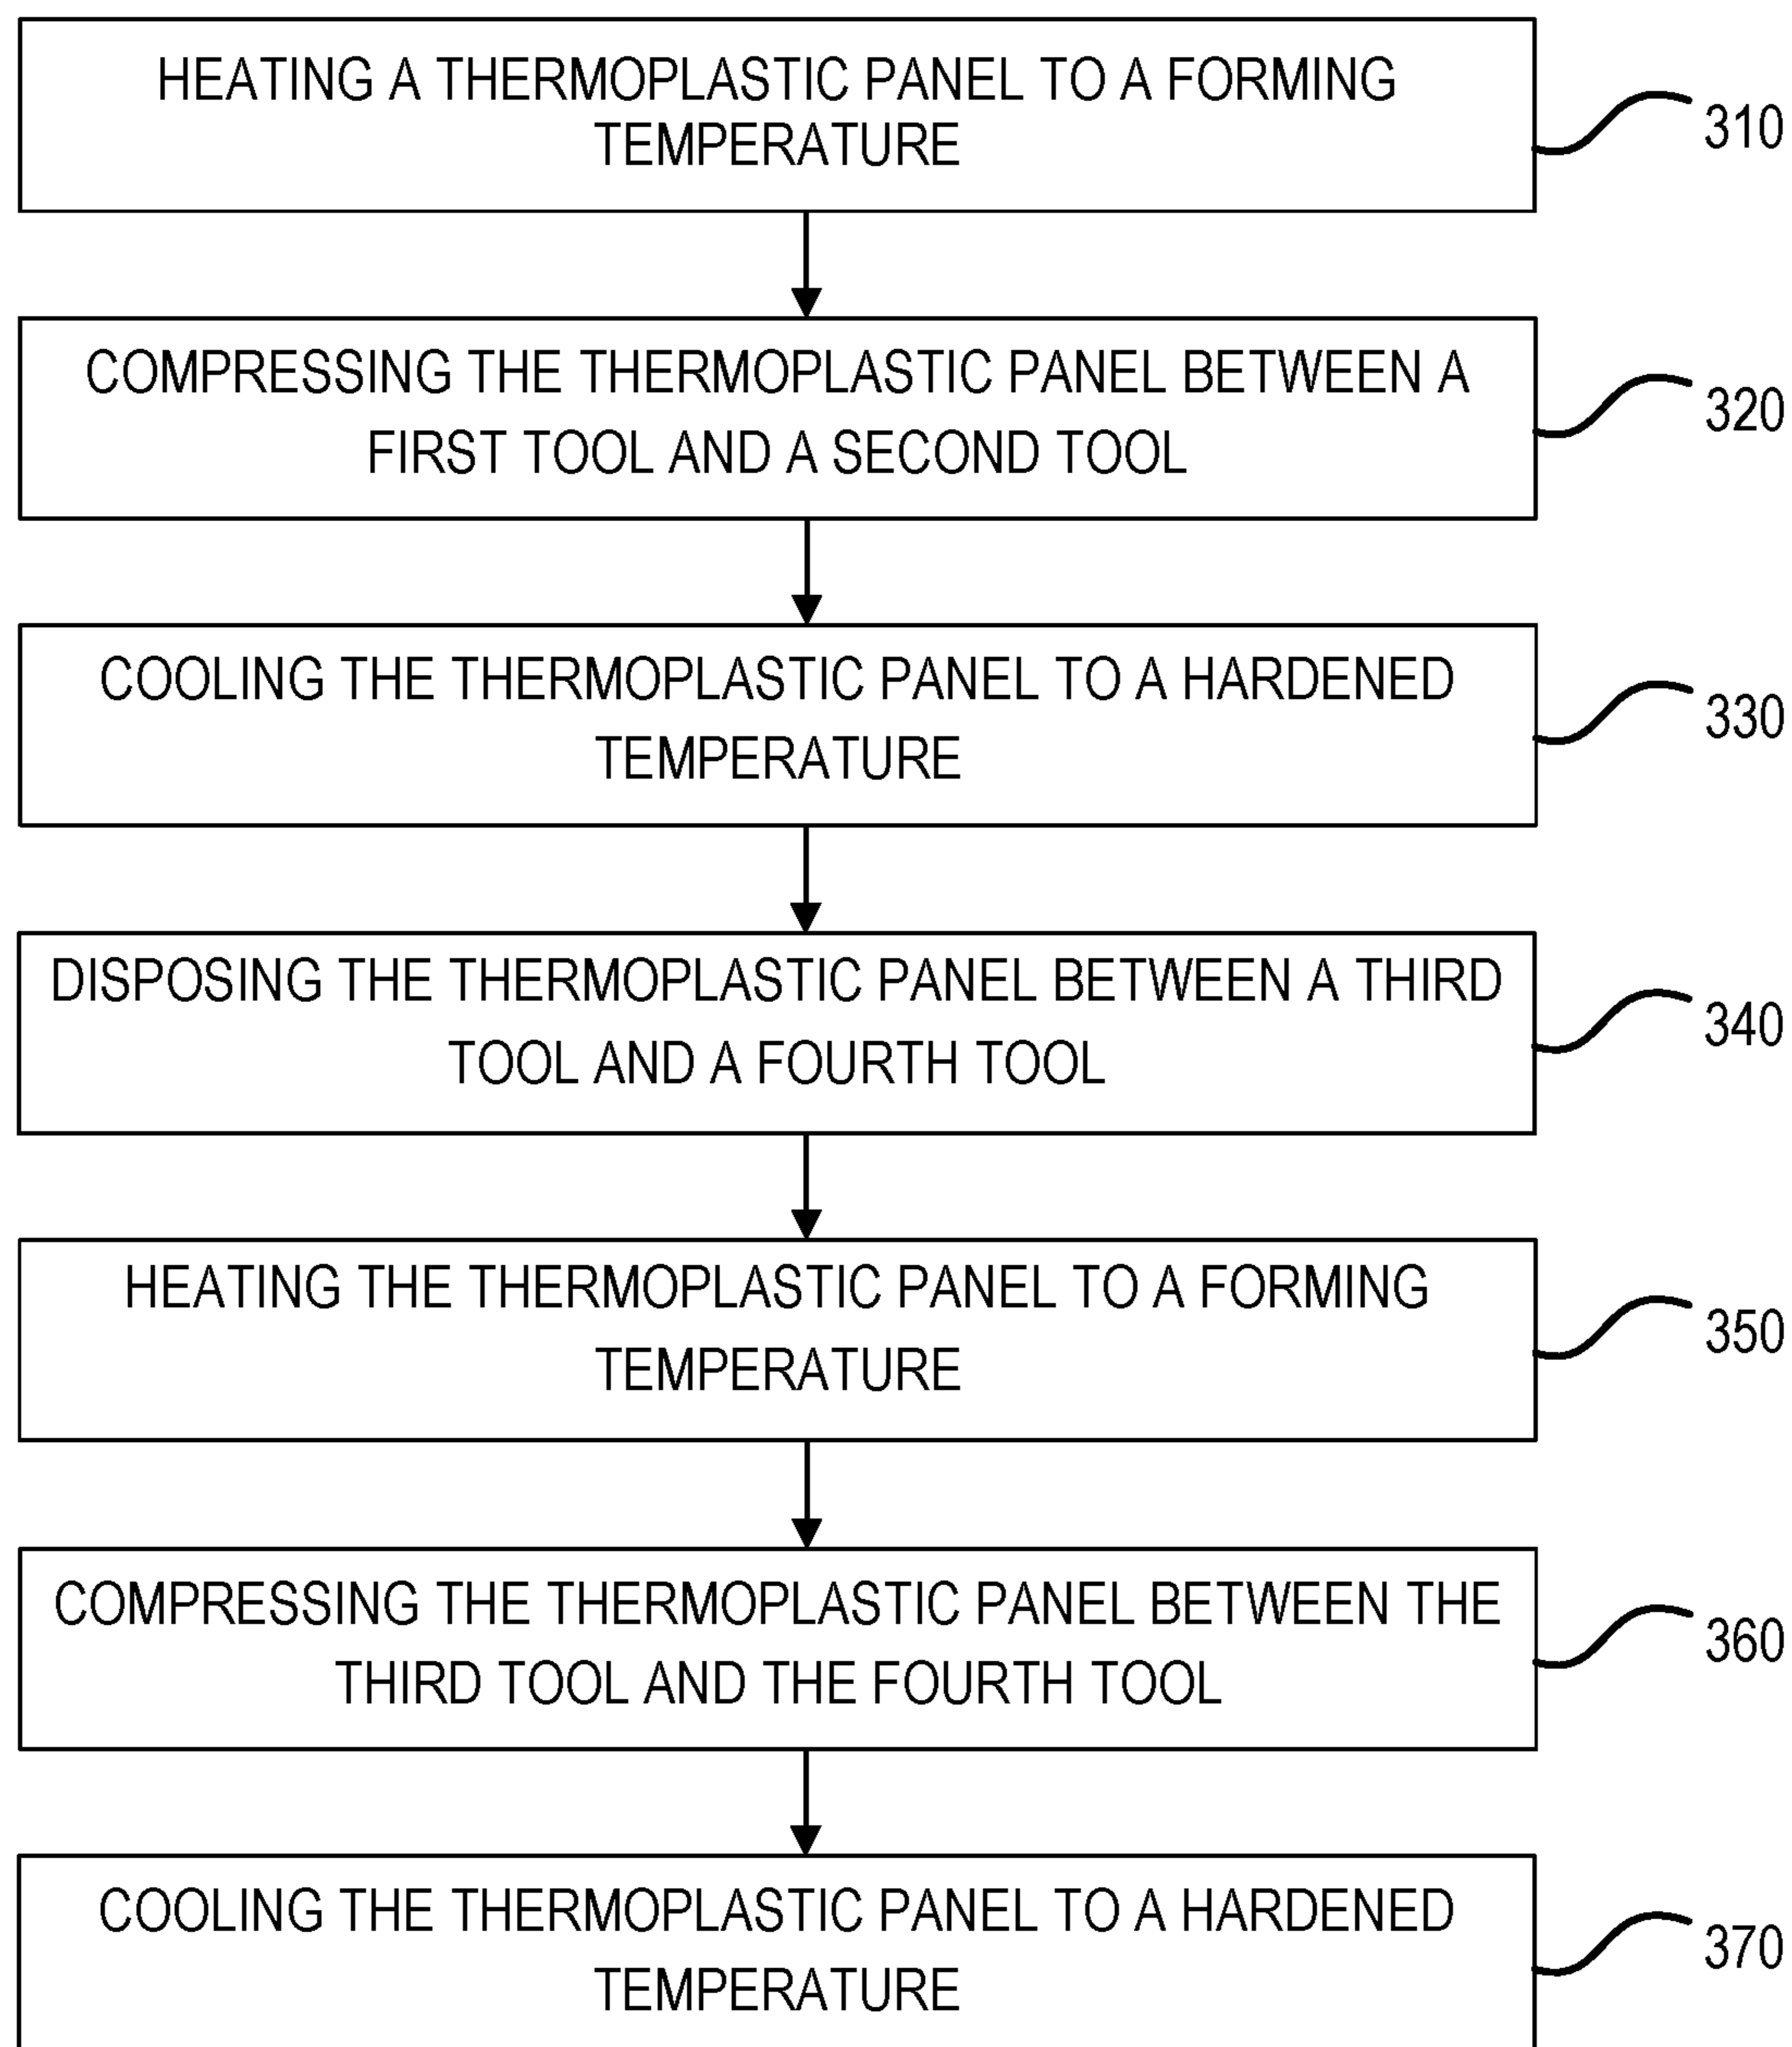 HEATING A THERMOPLASTIC PANEL TO A FORMING
TEMPERATURE
310
COMPRESSING THE THERMOPLASTIC PANEL BETWEEN A
FIRST TOOL AND A SECOND TOOL
320
COOLING THE THERMOPLASTIC PANEL TO A HARDENED
TEMPERATURE
330
DISPOSING THE THERMOPLASTIC PANEL BETWEEN A THIRD
TOOL AND A FOURTH TOOL
340
HEATING THE THERMOPLASTIC PANEL TO A FORMING
TEMPERATURE
350
COMPRESSING THE THERMOPLASTIC PANEL BETWEEN THE
THIRD TOOL AND THE FOURTH TOOL
360
COOLING THE THERMOPLASTIC PANEL TO A HARDENED
TEMPERATURE
370